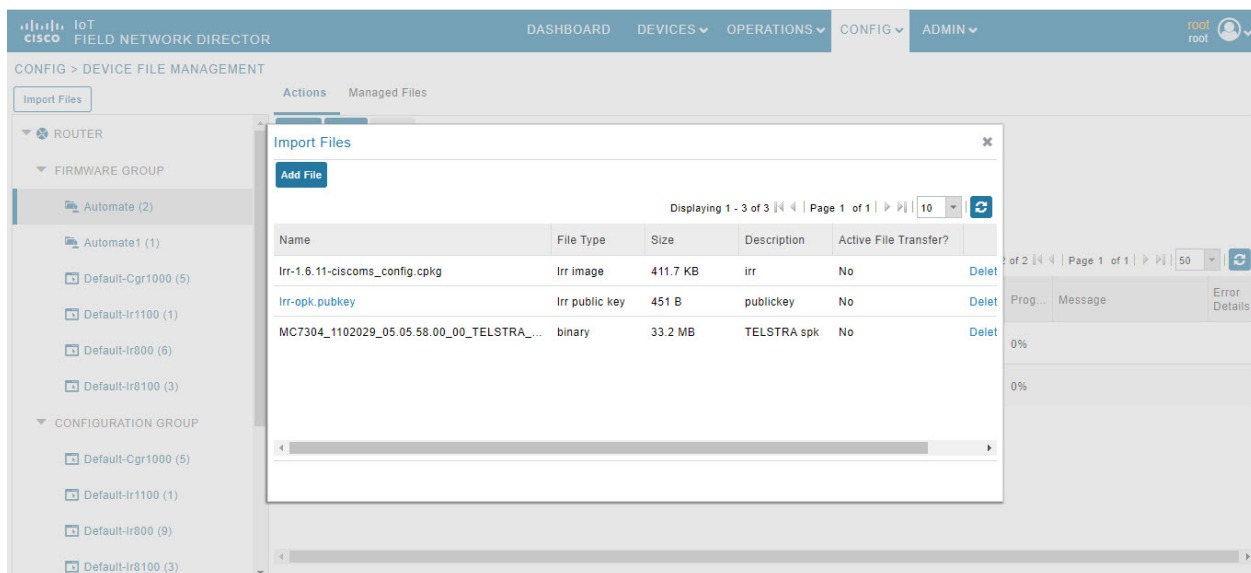 IoT
CISCO FIELD NETWORK DIRECTOR
DASHBOARD DEVICES OPERATIONS CONFIG ADMIN
root
root
CONFIG > DEVICE FILE MANAGEMENT
Import Files
Actions Managed Files
ROUTER
FIRMWARE GROUP
Automate (2)
Automate1 (1)
Default-Cgr1000 (5)
Default-Ir1100 (1)
Default-Ir800 (6)
Default-Ir8100 (3)
CONFIGURATION GROUP
Default-Cgr1000 (5)
Default-Ir1100 (1)
Default-Ir800 (9)
Default-Ir8100 (3)
Import Files
Add File
Displaying 1 - 3 of 3 | Page 1 of 1 | 10
Name File Type Size Description Active File Transfer?
lrr-1.6.11-ciscoms_config.cpkg lrr image 411.7 KB lrr No Delet
lrr-opk.pubkey lrr public key 451 B publickey No Delet
MC7304_1102029_05.05.58.00_00_TELSTRA_... binary 33.2 MB TELSTRA spk No Delet
of 2 | Page 1 of 1 | 50
Prog... Message Error Details
0%
0%